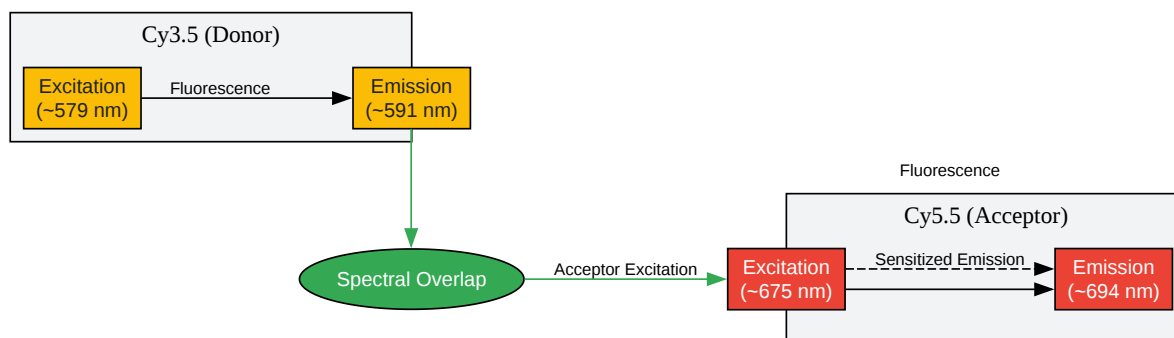 Cy3.5 (Donor)
Excitation
(~579 nm)
Fluorescence
Emission
(~591 nm)
Fluorescence
Cy5.5 (Acceptor)
Spectral Overlap
Acceptor Excitation
Excitation
(~675 nm)
Sensitized Emission
Emission
(~694 nm)